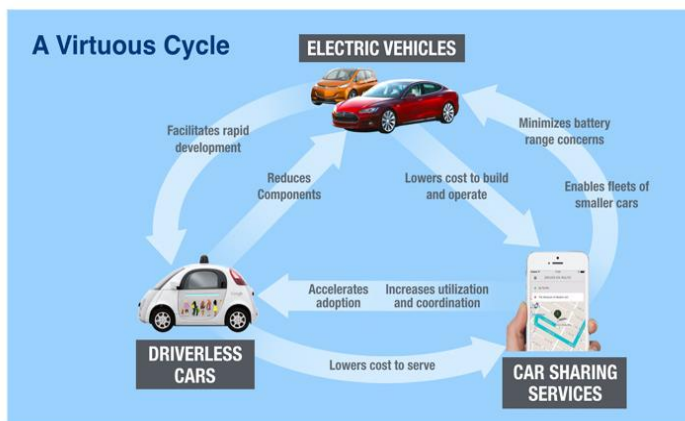 A Virtuous Cycle
ELECTRIC VEHICLES
Facilitates rapid
development
Minimizes battery
range concerns
Reduces
Components
Lowers cost to build
and operate
Enables fleets of
smaller cars
Accelerates
adoption
Increases utilization
and coordination
DRIVERLESS
CARS
Lowers cost to serve
CAR SHARING
SERVICES